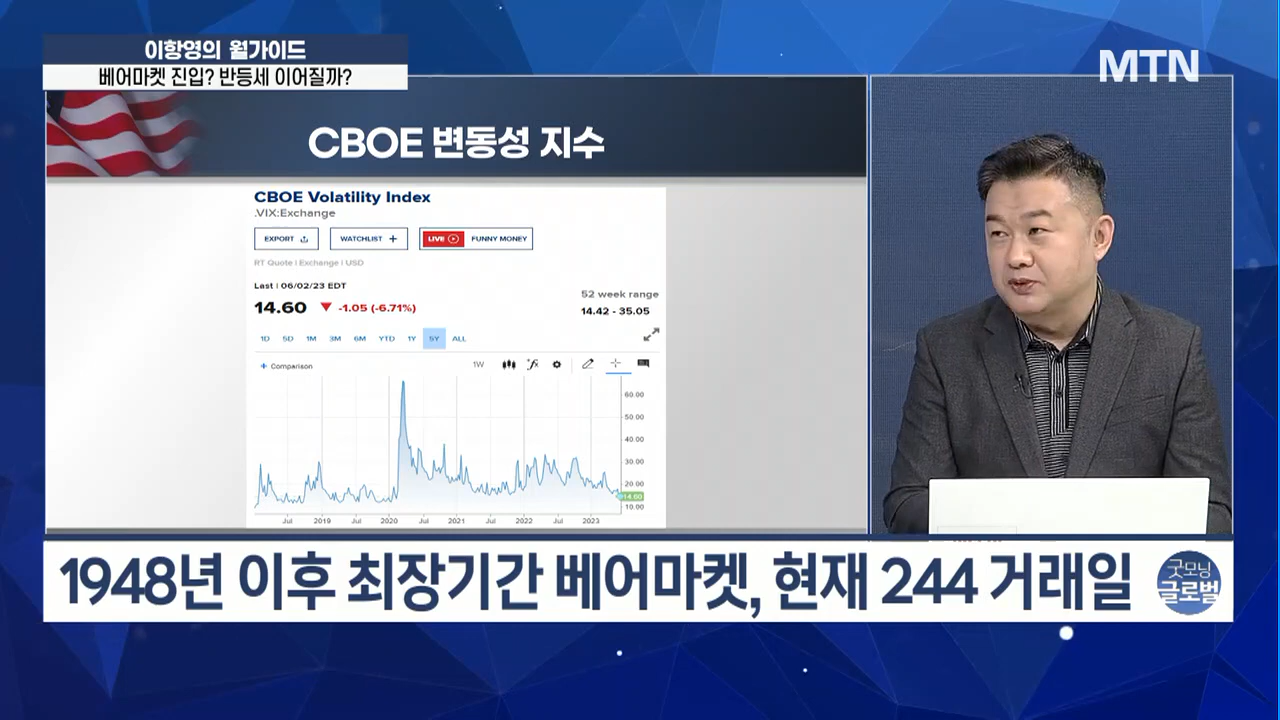 이항영의 월가이드
베어마켓 진입? 반등세 이어질까?
MTN
CBOE 변동성 지수
CBOE Volatility Index
.VIX:Exchange
EXPORT
WATCHLIST +
LIVE
FUNNY MONEY
RT Quote | Exchange | USD
Last | 06/02/23 EDT
14.60 ▼ -1.05 (-6.71%)
52 week range
14.42 - 35.05
1D 5D 1M 3M 6M YTD 1Y 5Y ALL
+ Comparison
1W
60.00
50.00
40.00
30.00
20.00
14.60
10.00
Jul 2019 Jul 2020 Jul 2021 Jul 2022 Jul 2023
1948년 이후 최장기간 베어마켓, 현재 244 거래일
굿모닝
글로벌